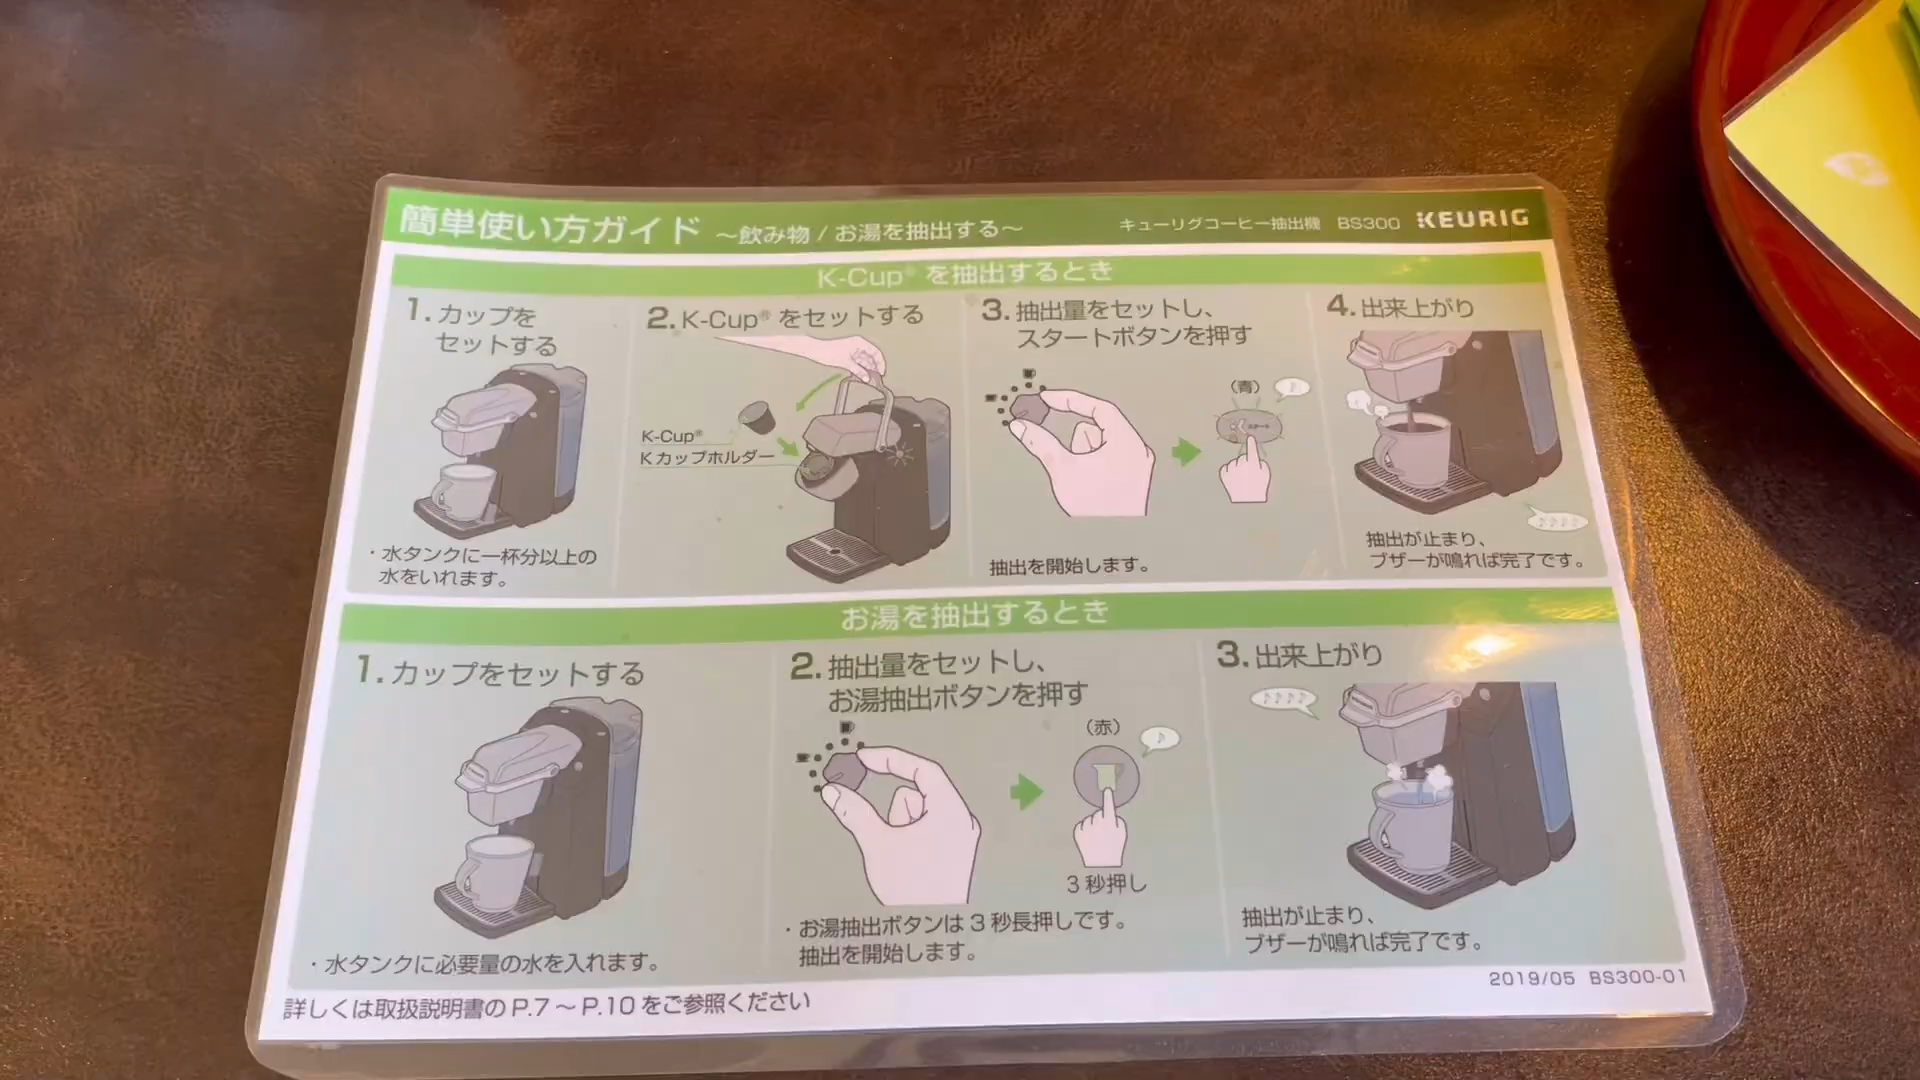 簡単使い方ガイド ～飲み物 / お湯を抽出する～ キューリグコーヒー抽出機 BS300 KEURIG
K-Cup® を抽出するとき
1. カップを
セットする
・水タンクに一杯分以上の
水をいれます。
2. K-Cup® をセットする
K-Cup®
Kカップホルダー
3. 抽出量をセットし、
スタートボタンを押す
（青）
スタート
抽出を開始します。
4. 出来上がり
抽出が止まり、
ブザーが鳴れば完了です。
お湯を抽出するとき
1. カップをセットする
・水タンクに必要量の水を入れます。
2. 抽出量をセットし、
お湯抽出ボタンを押す
（赤）
3 秒押し
・お湯抽出ボタンは 3 秒長押しです。
抽出を開始します。
3. 出来上がり
抽出が止まり、
ブザーが鳴れば完了です。
2019/05 BS300-01
詳しくは取扱説明書の P.7 ～ P.10 をご参照ください